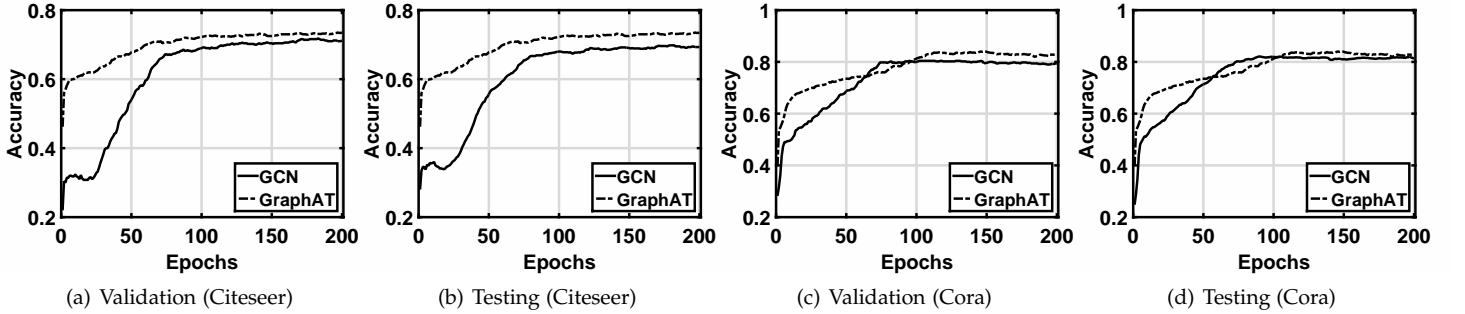 0.8
0.6
0.4
0.2
Accuracy
0 50 100 150 200
Epochs
GCN
GraphAT
(a) Validation (Citeseer)
0.8
0.6
0.4
0.2
Accuracy
0 50 100 150 200
Epochs
GCN
GraphAT
(b) Testing (Citeseer)
1
0.8
0.6
0.4
0.2
Accuracy
0 50 100 150 200
Epochs
GCN
GraphAT
(c) Validation (Cora)
1
0.8
0.6
0.4
0.2
Accuracy
0 50 100 150 200
Epochs
GCN
GraphAT
(d) Testing (Cora)